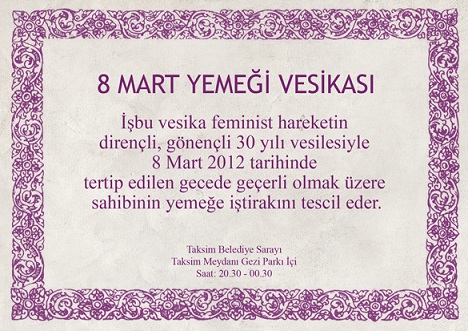 8 MART YEMEĞİ VESİKASI
İşbu vesika feminist hareketin
dirençli, gönençli 30 yılı vesilesiyle
8 Mart 2012 tarihinde
tertip edilen gecede geçerli olmak üzere
sahibinin yemeğe iştirakını tescil eder.
Taksim Belediye Sarayı
Taksim Meydanı Gezi Parkı İçi
Saat: 20.30 - 00.30